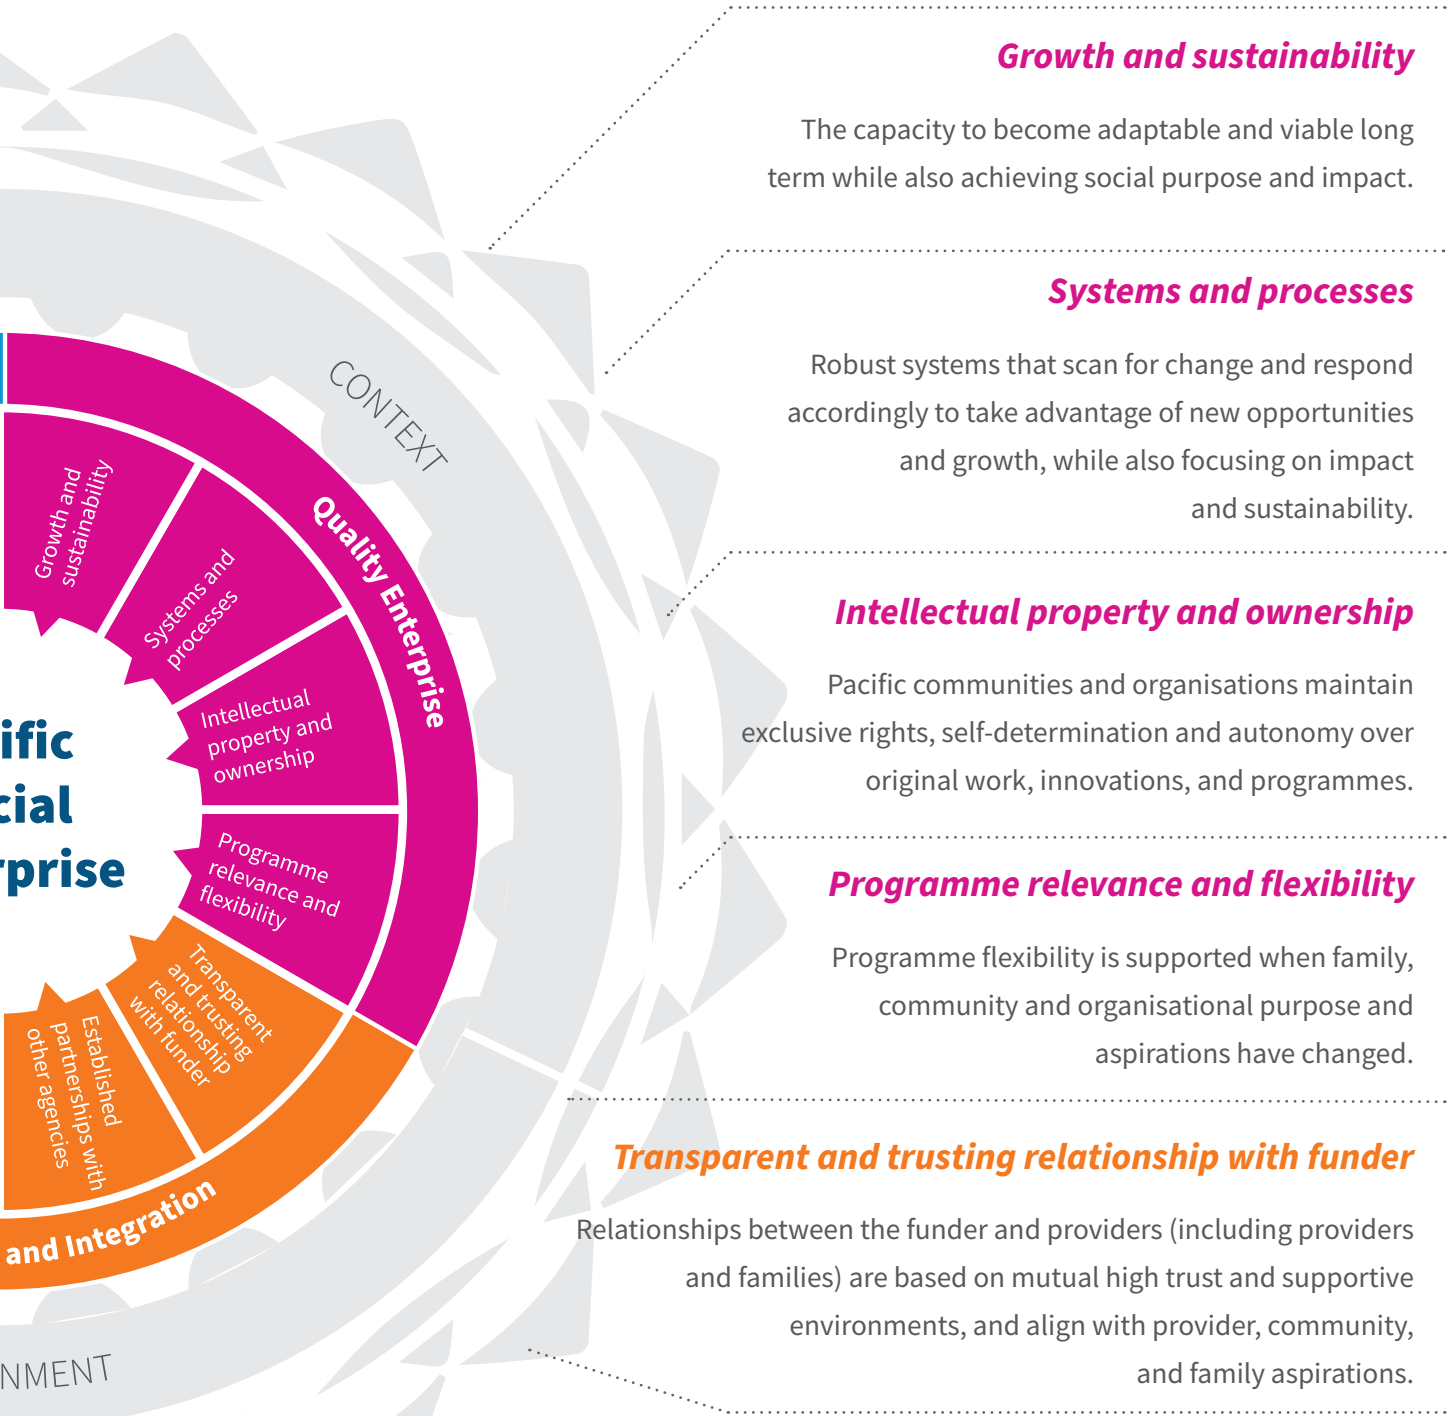 Growth and sustainability
The capacity to become adaptable and viable long
term while also achieving social purpose and impact.
Systems and processes
Robust systems that scan for change and respond
accordingly to take advantage of new opportunities
and growth, while also focusing on impact
and sustainability.
Intellectual property and ownership
Pacific communities and organisations maintain
exclusive rights, self-determination and autonomy over
original work, innovations, and programmes.
Programme relevance and flexibility
Programme flexibility is supported when family,
community and organisational purpose and
aspirations have changed.
Transparent and trusting relationship with funder
Relationships between the funder and providers (including providers
and families) are based on mutual high trust and supportive
environments, and align with provider, community,
and family aspirations.
CONTEXT
Quality Enterprise
Growth and
sustainability
Systems and
processes
Intellectual
property and
ownership
Programme
relevance and
flexibility
Transparent
and trusting
relationship
with funder
Established
partnerships with
other agencies
and Integration
ific
cial
rprise
NMENT